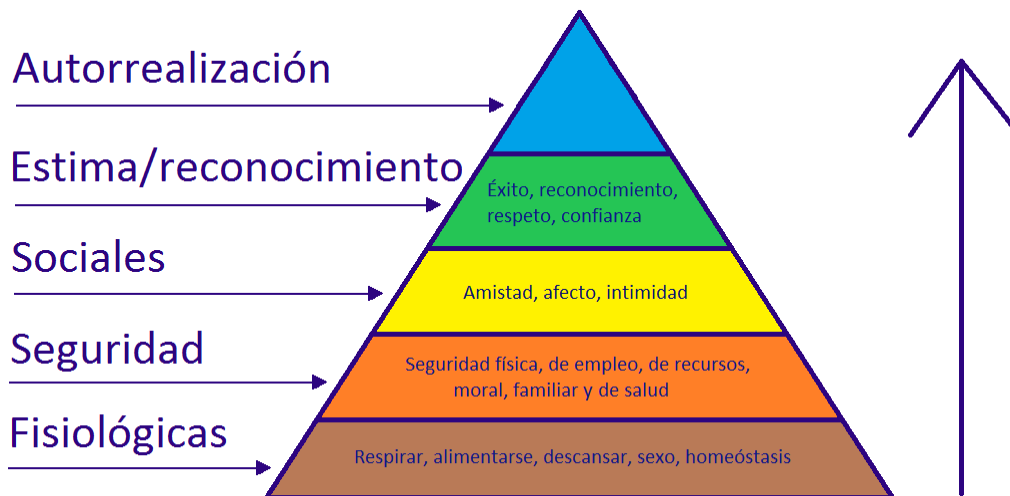 Autorrealización
Estima/reconocimiento
Éxito, reconocimiento,
respeto, confianza
Sociales
Amistad, afecto, intimidad
Seguridad
Seguridad física, de empleo, de recursos,
moral, familiar y de salud
Fisiológicas
Respirar, alimentarse, descansar, sexo, homeóstasis